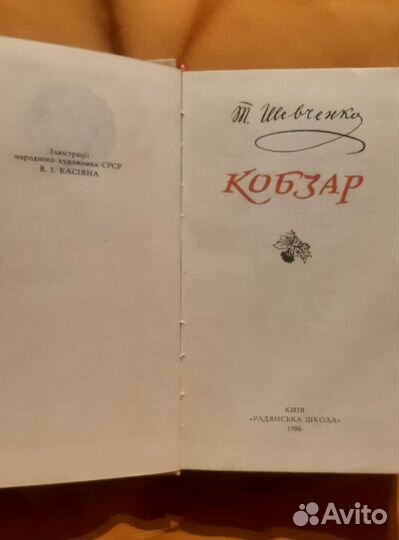 Ілюстрації
народного художника СРСР
В. І. КАСІЯНА
Т. Шевченко
КОБЗАР
КИЇВ
«РАДЯНСЬКА ШКОЛА»
1986
Avito